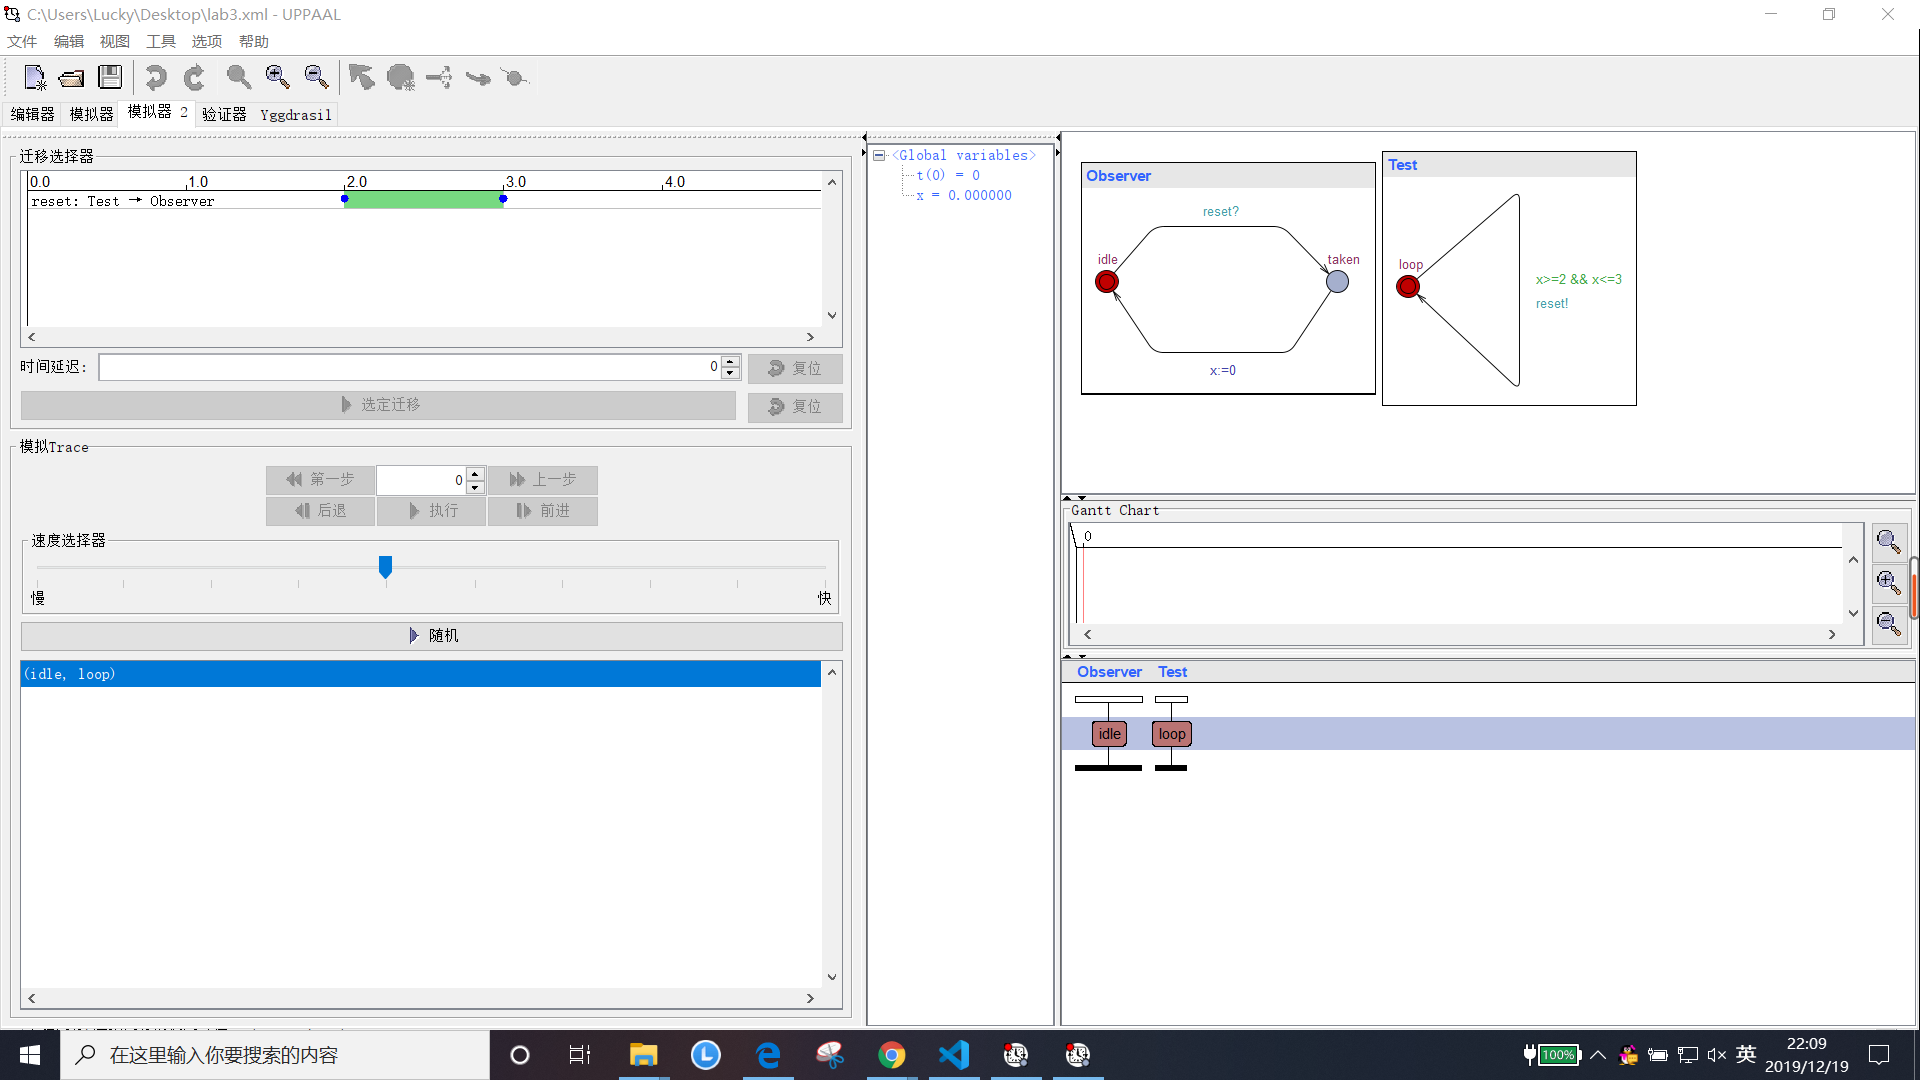 C:\Users\Lucky\Desktop\lab3.xml - UPPAAL
文件 编辑 视图 工具 选项 帮助
编辑器 模拟器 模拟器 2 验证器 Yggdrasil
迁移选择器
0.0 1.0 2.0 3.0 4.0
reset: Test → Observer
时间延迟: 0 复位
选定迁移 复位
模拟Trace
第一步 0 上一步
后退 执行 前进
速度选择器
慢 快
随机
(idle, loop)
<Global variables>
t(0) = 0
x = 0.000000
Observer
reset?
idle
taken
x:=0
Test
loop
x>=2 && x<=3
reset!
Gantt Chart
0
Observer Test
idle loop
在这里输入你要搜索的内容
100%
英
22:09
2019/12/19